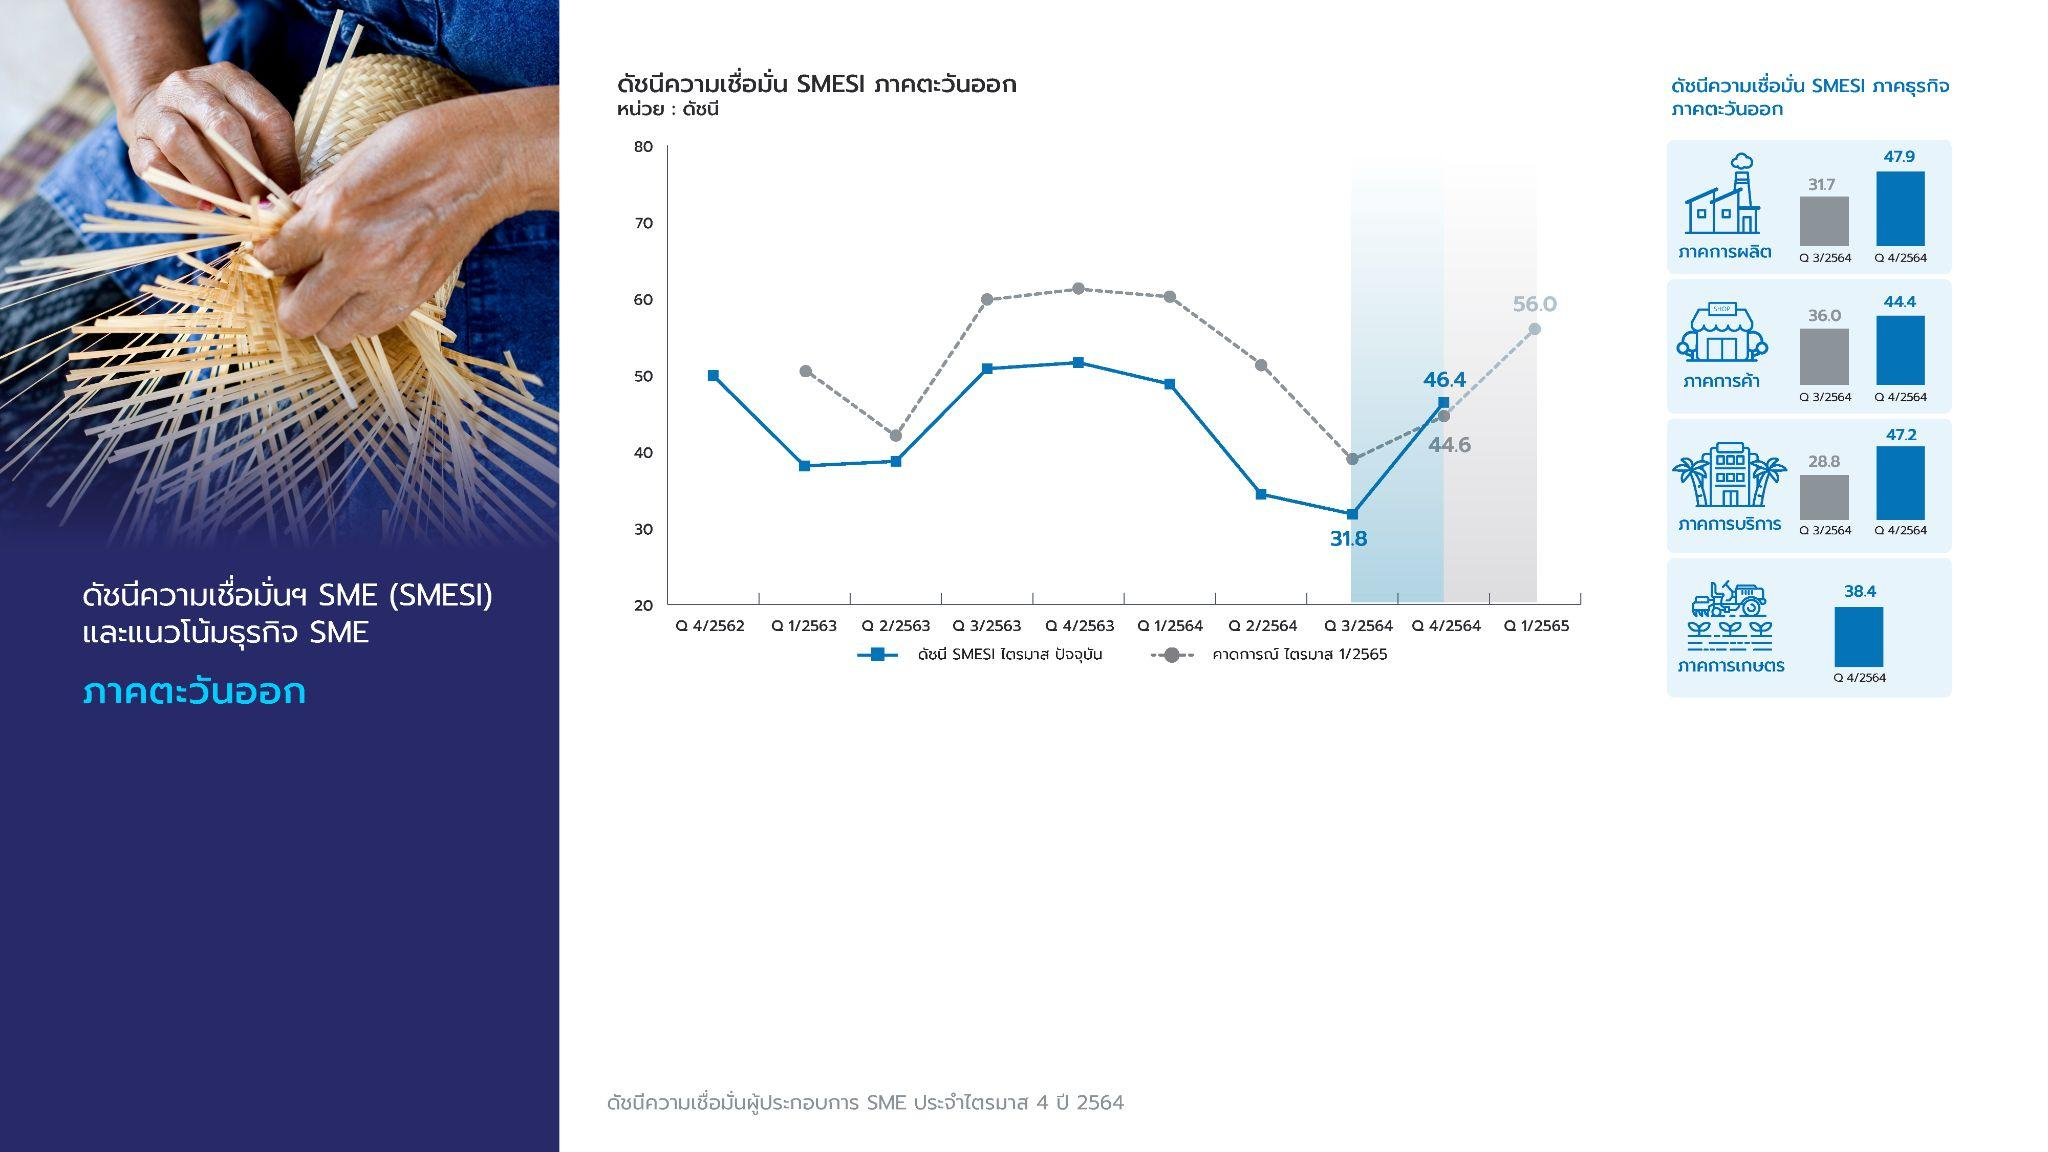 ดัชนีความเชื่อมั่นฯ SME (SMESI)
และแนวโน้มธุรกิจ SME
ภาคตะวันออก
ดัชนีความเชื่อมั่น SMESI ภาคตะวันออก
หน่วย : ดัชนี
80
70
60
50
40
30
20
56.0
46.4
44.6
31.8
Q 4/2562 Q 1/2563 Q 2/2563 Q 3/2563 Q 4/2563 Q 1/2564 Q 2/2564 Q 3/2564 Q 4/2564 Q 1/2565
ดัชนี SMESI ไตรมาส ปัจจุบัน คาดการณ์ ไตรมาส 1/2565
ดัชนีความเชื่อมั่น SMESI ภาคธุรกิจ
ภาคตะวันออก
31.7 47.9
ภาคการผลิต
Q 3/2564 Q 4/2564
SHOP
36.0 44.4
ภาคการค้า
Q 3/2564 Q 4/2564
28.8 47.2
ภาคการบริการ
Q 3/2564 Q 4/2564
38.4
ภาคการเกษตร
Q 4/2564
ดัชนีความเชื่อมั่นผู้ประกอบการ SME ประจำไตรมาส 4 ปี 2564